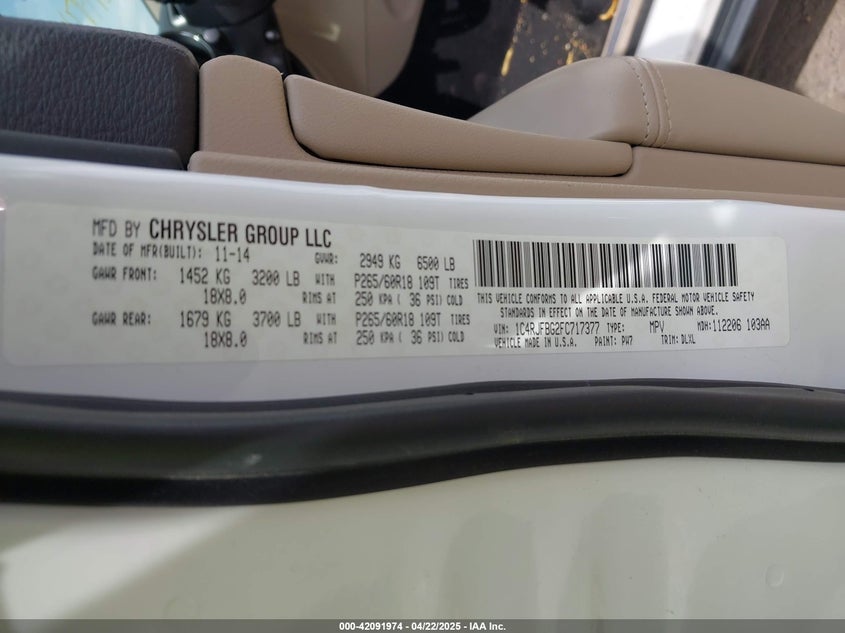 MFD BY CHRYSLER GROUP LLC
DATE OF MFR(BUILT): 11-14 GVWR: 2949 KG 6500 LB
GAWR FRONT: 1452 KG 3200 LB WITH P265/60R18 109T TIRES
18X8.0 RIMS AT 250 KPA ( 36 PSI) COLD
GAWR REAR: 1679 KG 3700 LB WITH P265/60R18 109T TIRES
18X8.0 RIMS AT 250 KPA ( 36 PSI) COLD
THIS VEHICLE CONFORMS TO ALL APPLICABLE U.S.A. FEDERAL MOTOR VEHICLE SAFETY
STANDARDS IN EFFECT ON THE DATE OF MANUFACTURE SHOWN ABOVE.
VIN: 1C4RJFBG2FC717377 TYPE: MPV MDH:112206 103AA
VEHICLE MADE IN U.S.A. PAINT: PW7 TRIM: DLXL
000-42091974 - 04/22/2025 - IAA Inc.